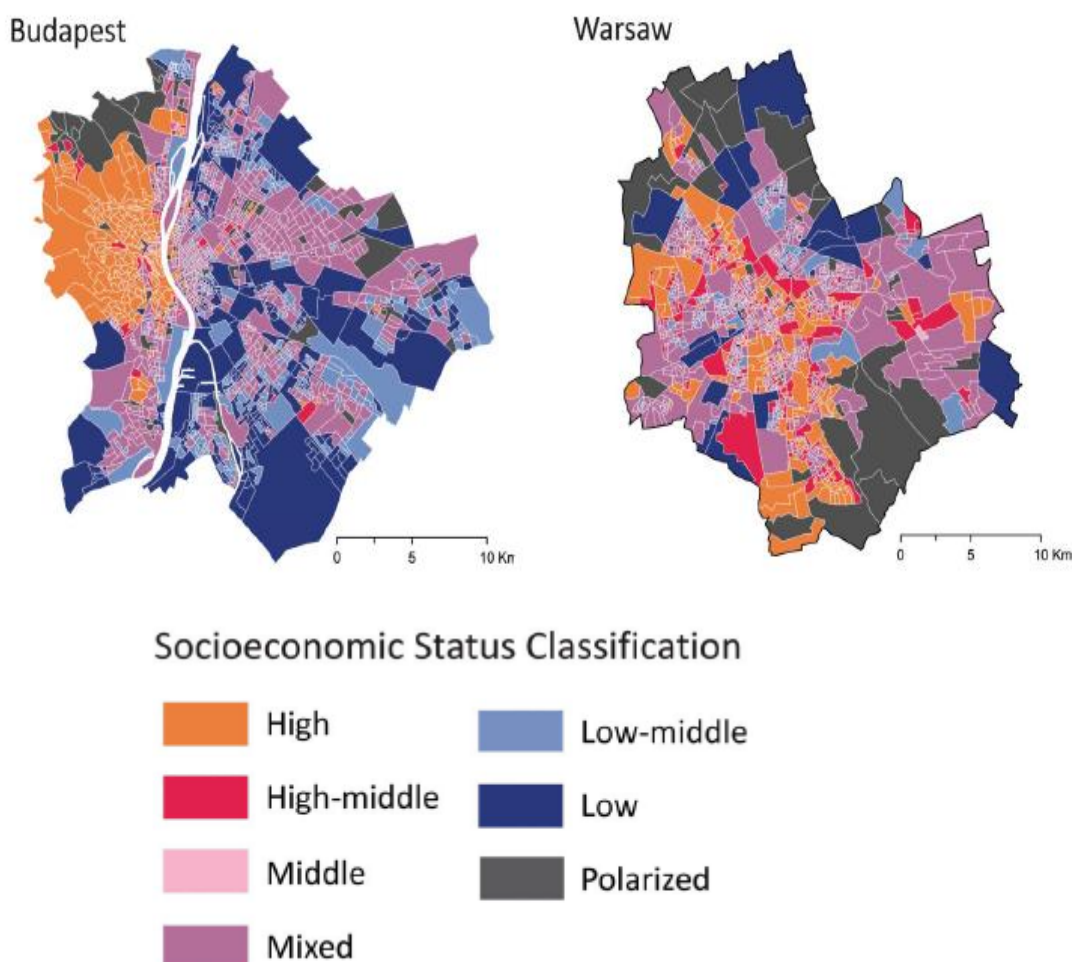 Budapest
Warsaw
0 5 10 Km
0 5 10 Km
Socioeconomic Status Classification
High
High-middle
Middle
Mixed
Low-middle
Low
Polarized